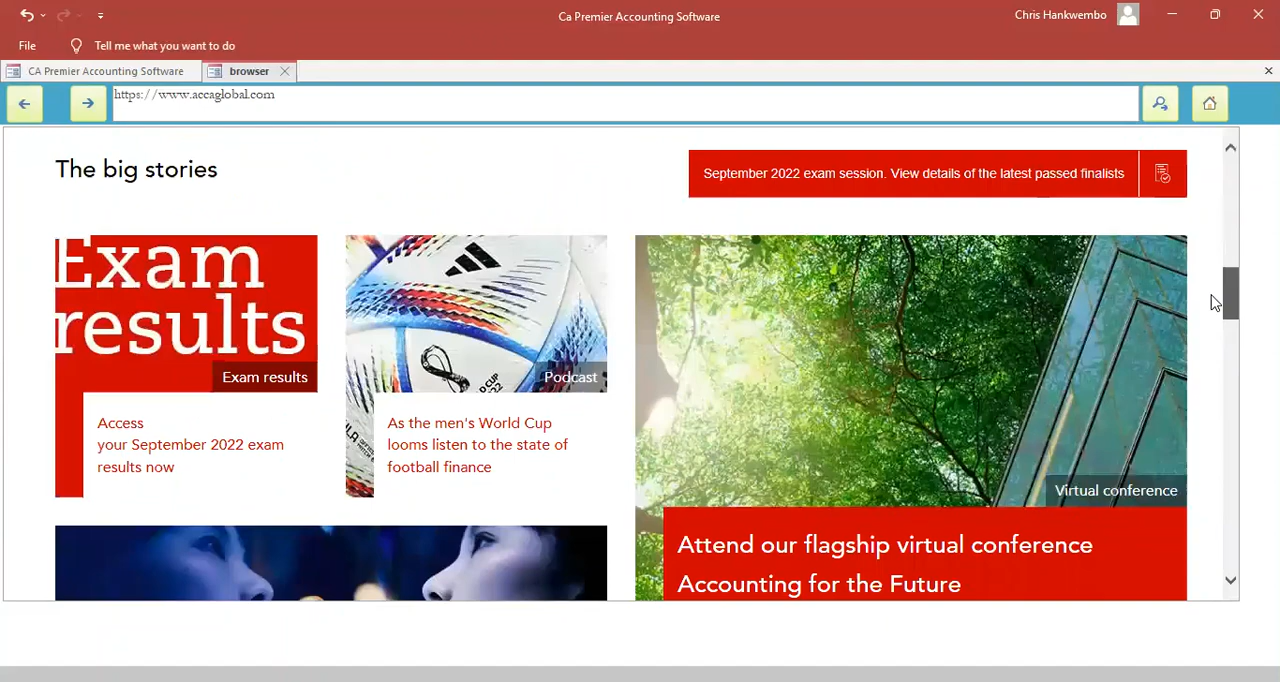 Ca Premier Accounting Software
Chris Hankwembo
File
Tell me what you want to do
CA Premier Accounting Software
browser
https://www.accaglobal.com
The big stories
September 2022 exam session. View details of the latest passed finalists
Exam
results
Exam results
Access
your September 2022 exam
results now
Podcast
As the men's World Cup
looms listen to the state of
football finance
Virtual conference
Attend our flagship virtual conference
Accounting for the Future